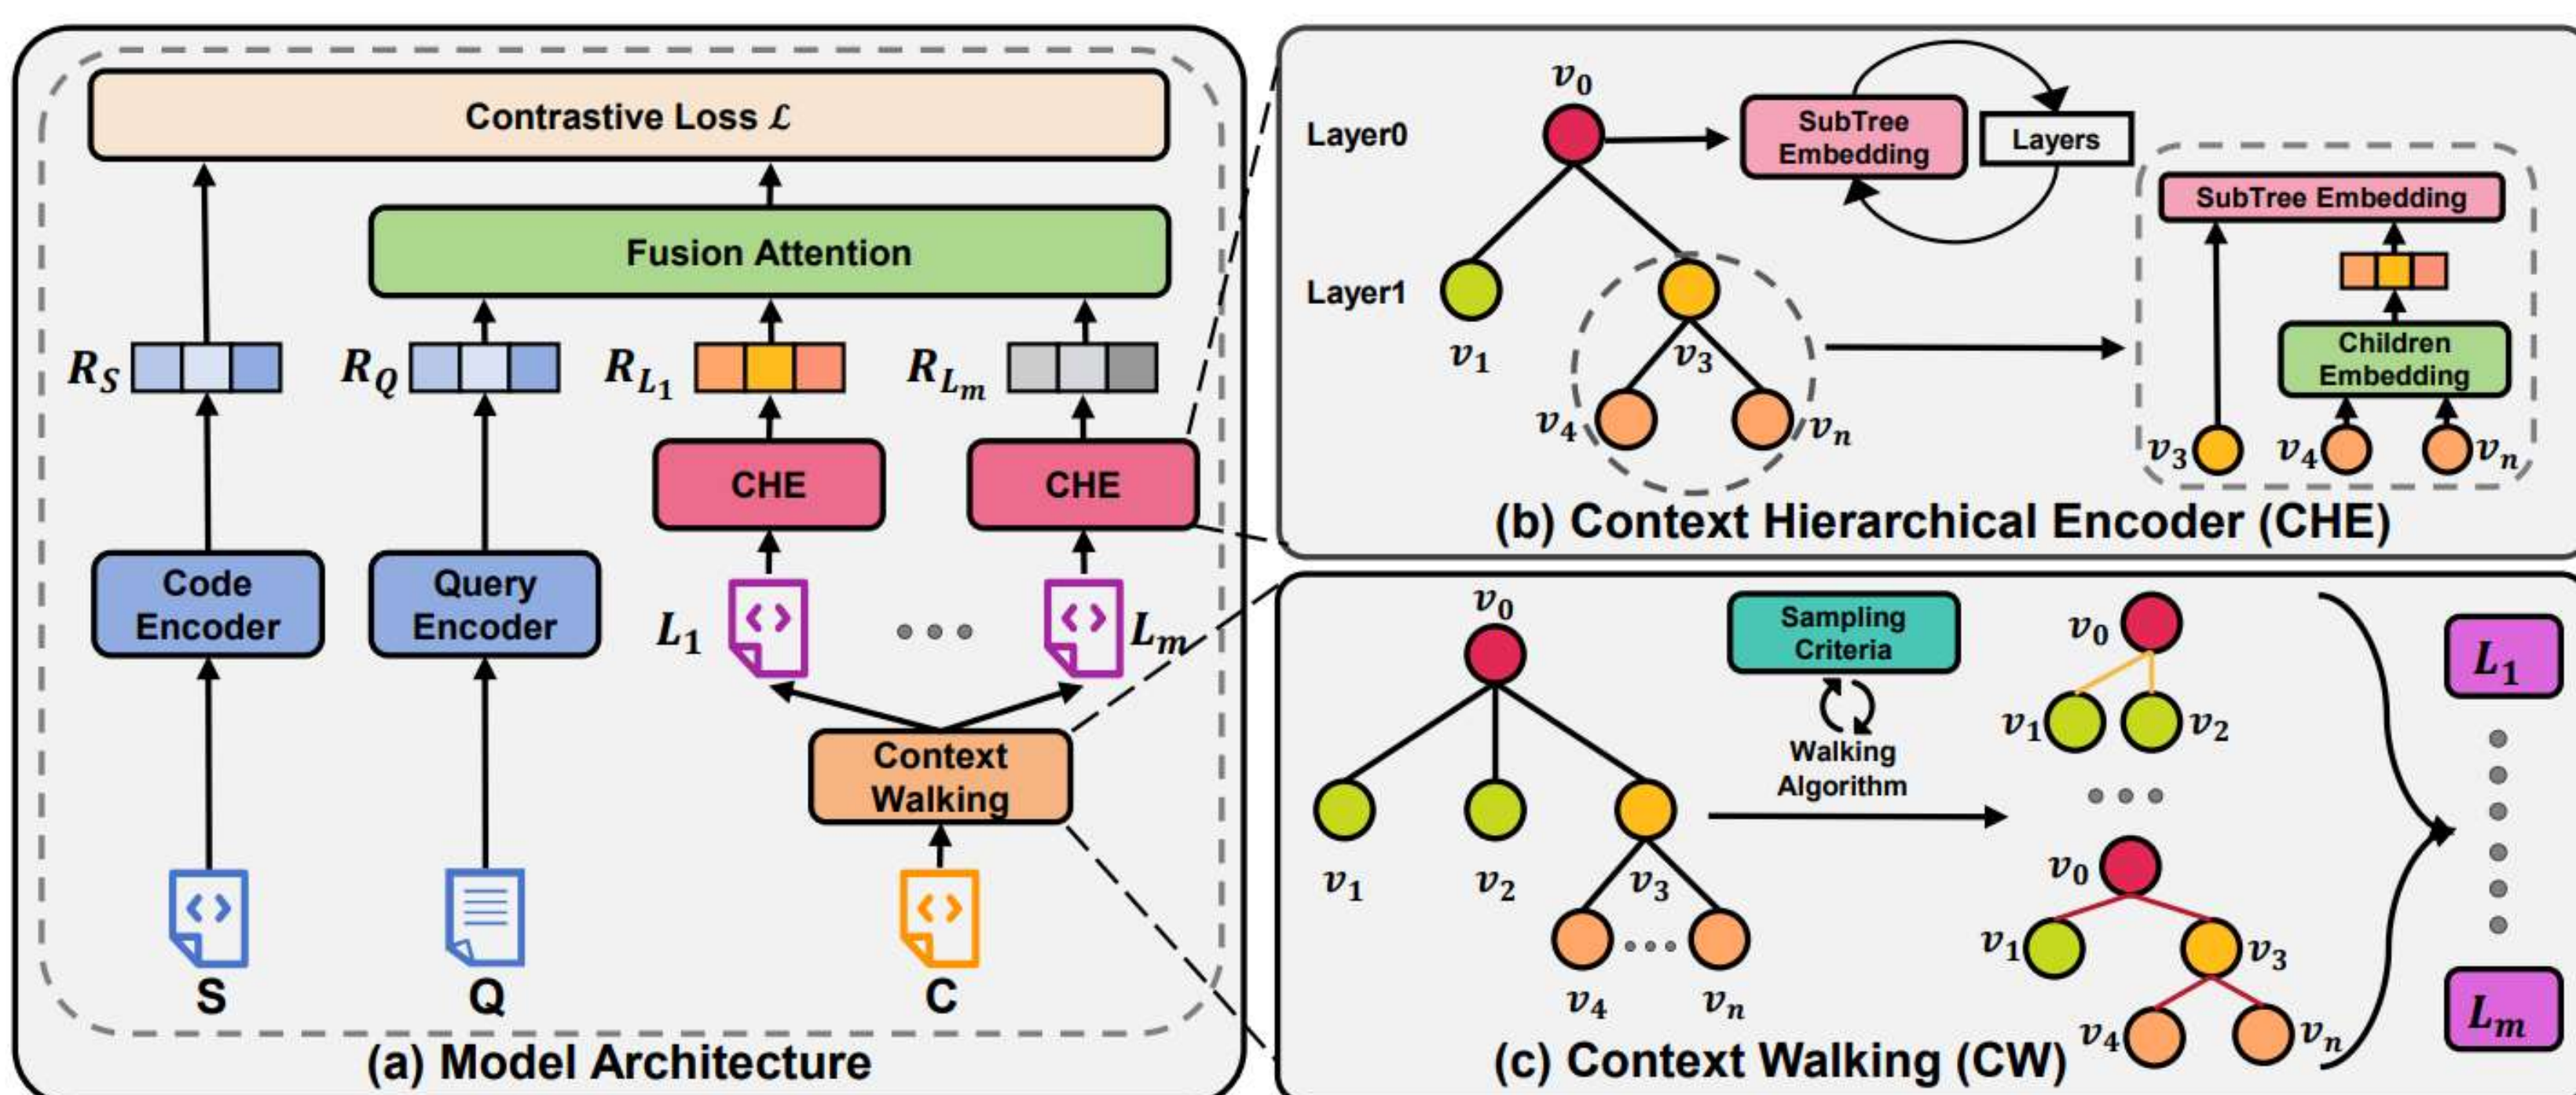 Contrastive Loss ℒ
Fusion Attention
R_S
R_Q
R_{L_1}
R_{L_m}
CHE
CHE
Code
Encoder
Query
Encoder
L_1
L_m
Context
Walking
S
Q
C
(a) Model Architecture
v_0
Layer0
SubTree
Embedding
Layers
SubTree Embedding
Layer1
v_1
v_3
Children
Embedding
v_4
v_n
v_3
v_4
v_n
(b) Context Hierarchical Encoder (CHE)
v_0
Sampling
Criteria
Walking
Algorithm
v_1
v_2
v_3
v_4
v_n
v_0
v_1
v_2
v_0
v_1
v_3
v_4
v_n
L_1
L_m
(c) Context Walking (CW)